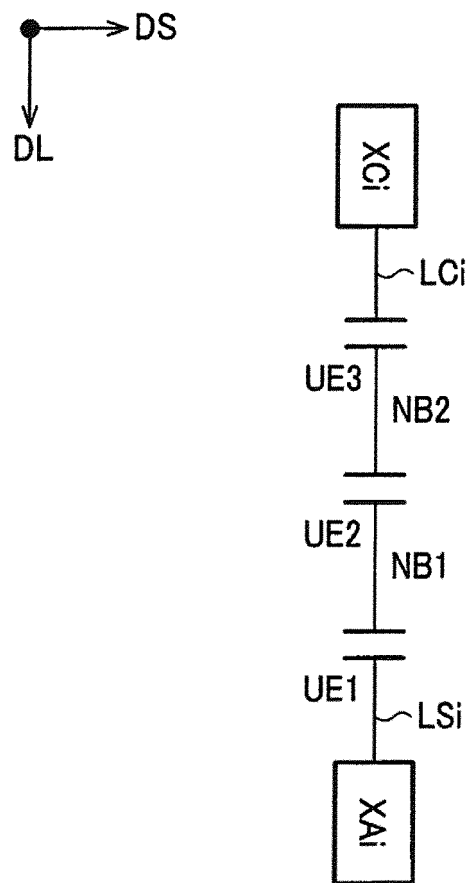 DS
DL
XCi
LCi
UE3
NB2
UE2
NB1
UE1
LSi
XAi